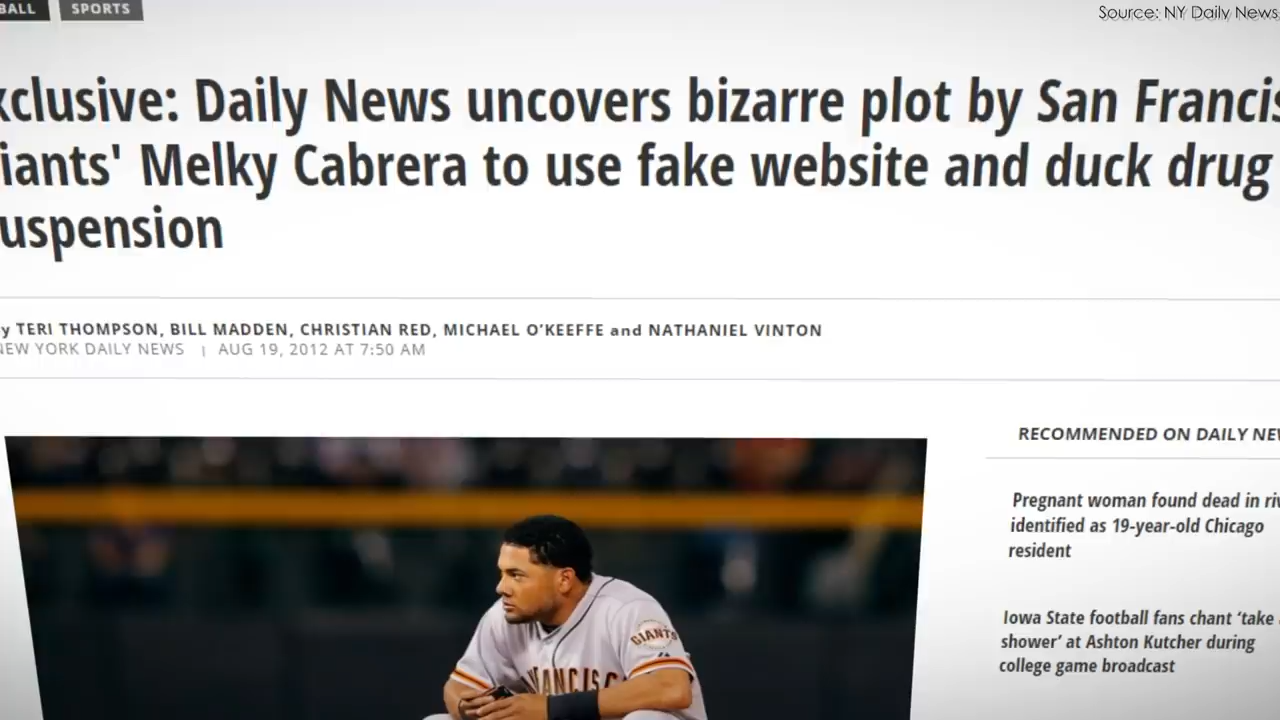 BALL SPORTS
Source: NY Daily News
xclusive: Daily News uncovers bizarre plot by San Francis
iants' Melky Cabrera to use fake website and duck drug
uspension
y TERI THOMPSON, BILL MADDEN, CHRISTIAN RED, MICHAEL O'KEEFFE and NATHANIEL VINTON
NEW YORK DAILY NEWS | AUG 19, 2012 AT 7:50 AM
RECOMMENDED ON DAILY NEW
Pregnant woman found dead in riv
identified as 19-year-old Chicago
resident
Iowa State football fans chant ‘take a
shower’ at Ashton Kutcher during
college game broadcast
GIANTS
FRANCISC